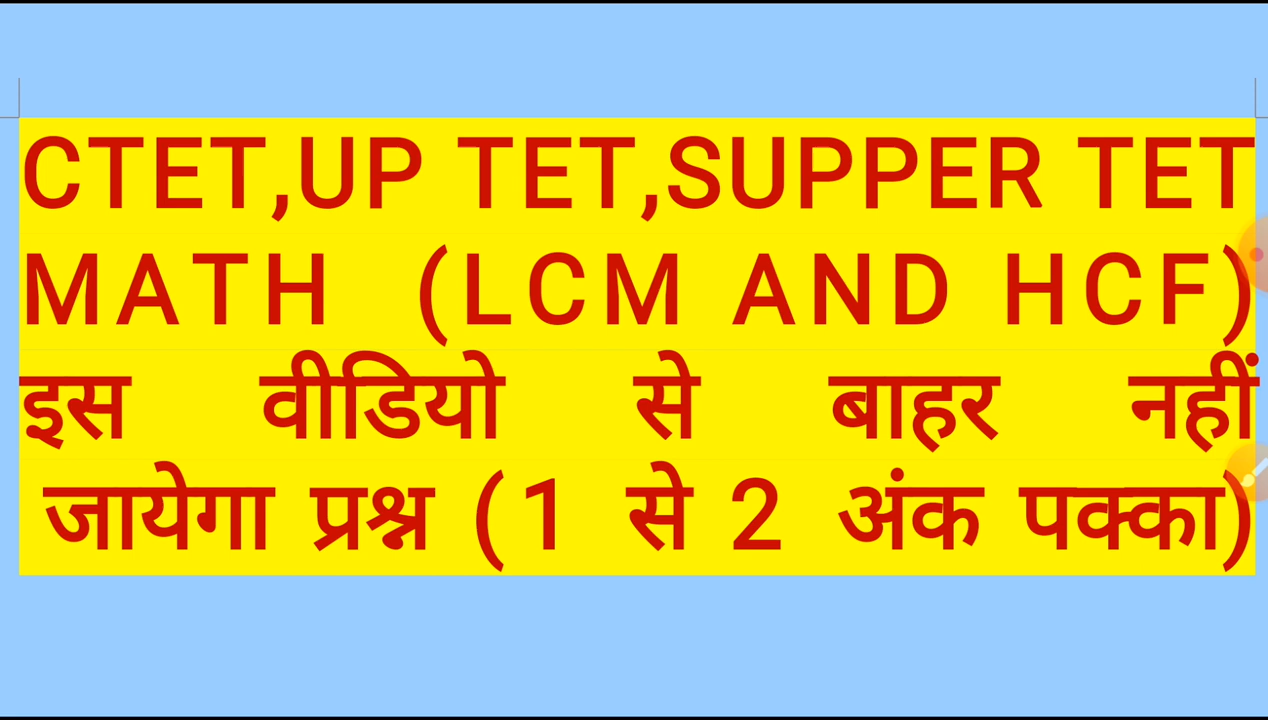 CTET,UP TET,SUPPER TET
MATH (LCM AND HCF)
इस वीडियो से बाहर नहीं
जायेगा प्रश्न (1 से 2 अंक पक्का)